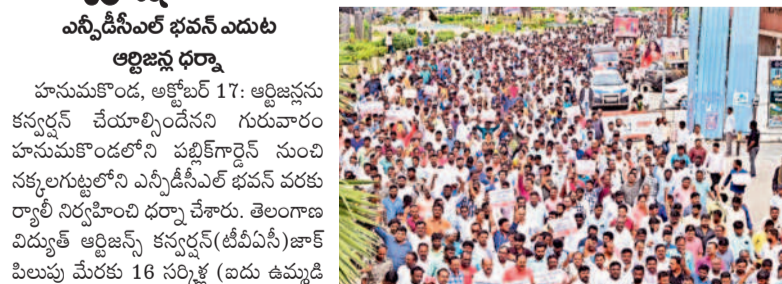 ఎన్పీడీసీఎల్ భవన్ ఎదుట
ఆర్టిజన్ల ధర్నా
హనుమకొండ, అక్టోబర్ 17: ఆర్టిజన్లను
కన్వర్షన్ చేయాల్సిందేనని గురువారం
హనుమకొండలోని పబ్లిక్‌గార్డెన్ నుంచి
నక్కలగుట్టలోని ఎన్పీడీసీఎల్ భవన్ వరకు
ర్యాలీ నిర్వహించి ధర్నా చేశారు. తెలంగాణ
విద్యుత్ ఆర్టిజన్స్ కన్వర్షన్(టీవీఏసీ)జాక్
పిలుపు మేరకు 16 సర్కిళ్ల (ఐదు ఉమ్మడి